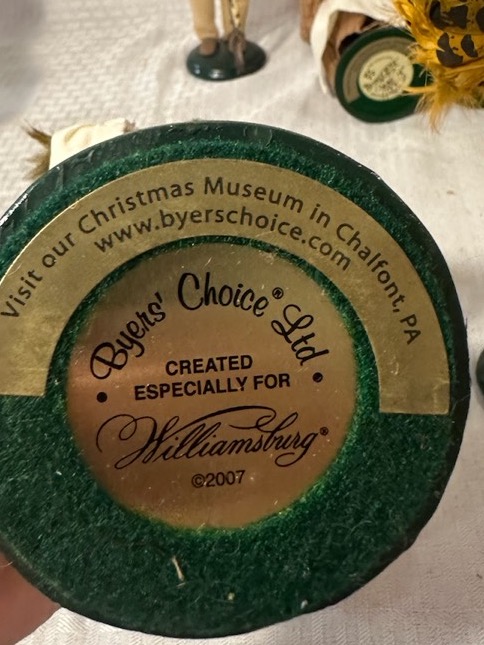 Visit our Christmas Museum in Chalfont, PA
www.byerschoice.com
Byers' Choice® Ltd
• CREATED •
ESPECIALLY FOR
Williamsburg®
©2007